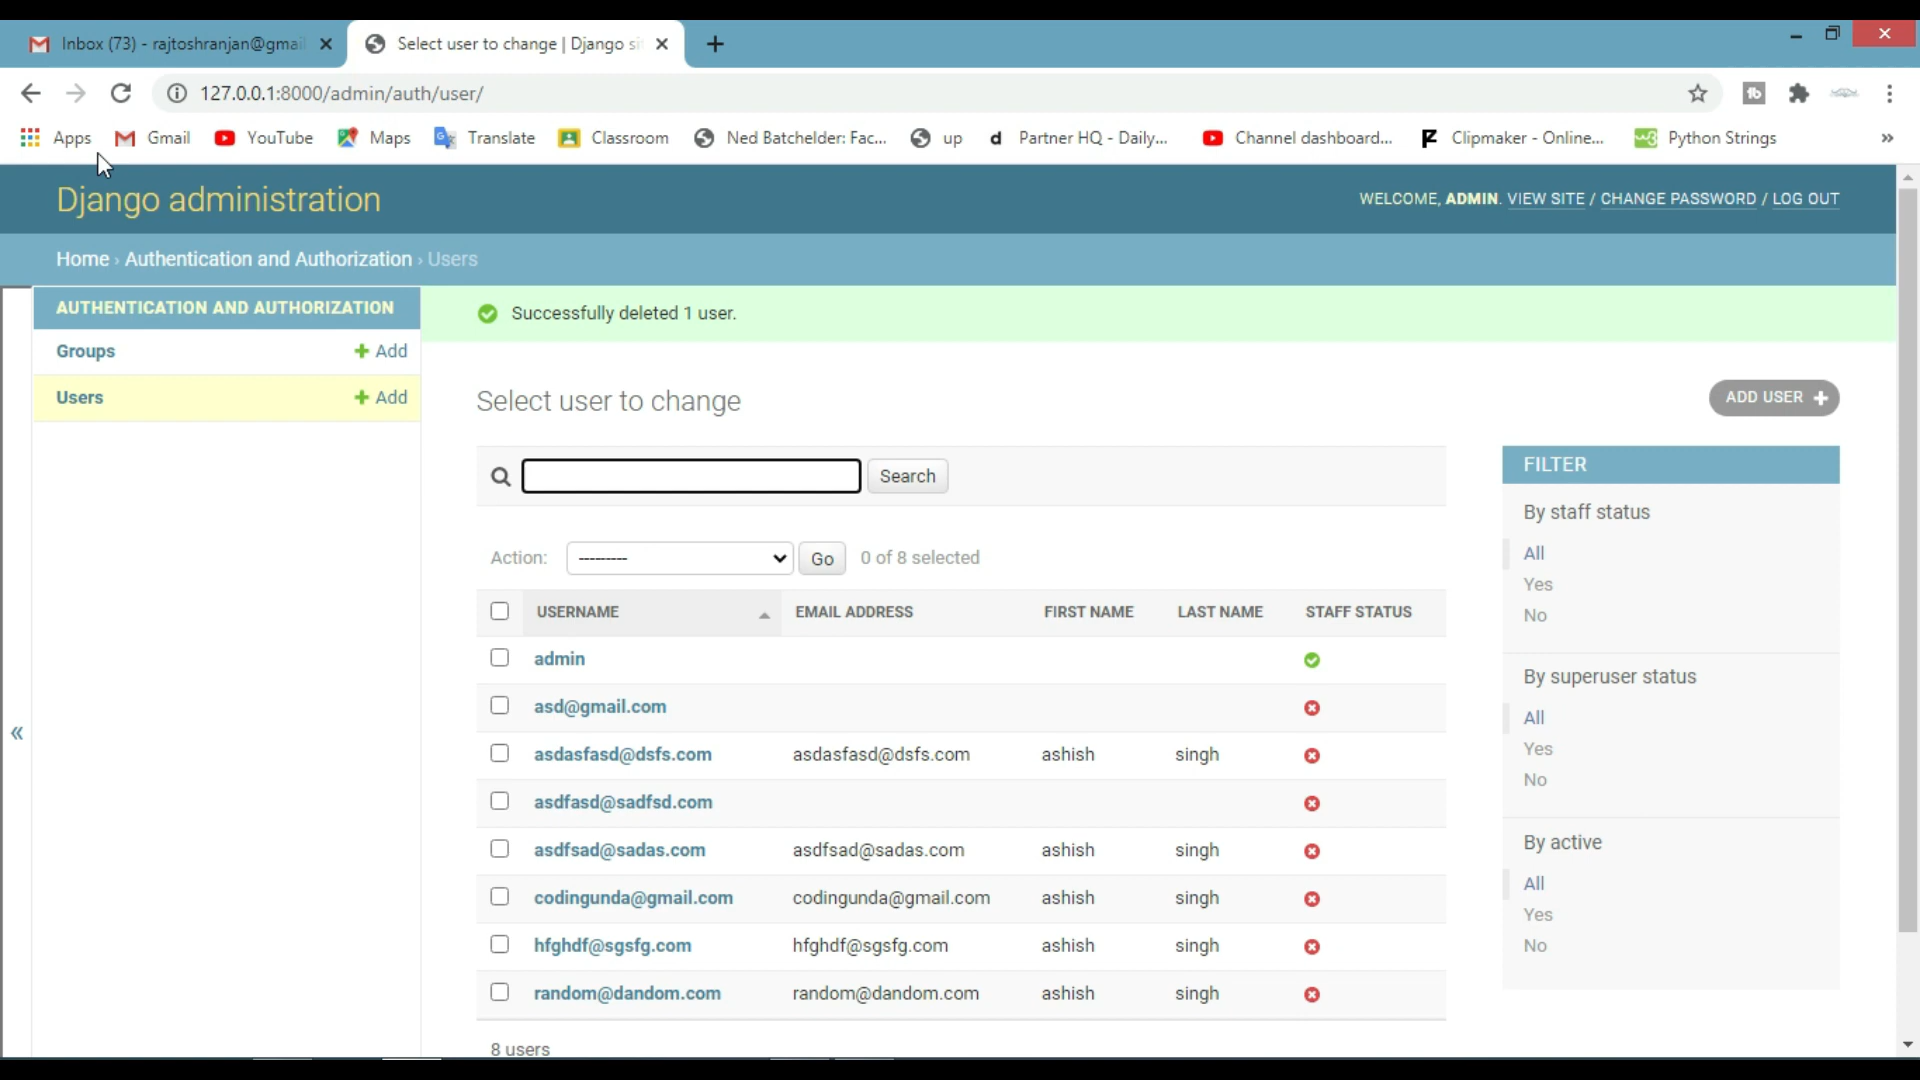 Inbox (73) - rajtoshranjan@gmai
Select user to change | Django si
127.0.0.1:8000/admin/auth/user/
Apps Gmail YouTube Maps Translate Classroom Ned Batchelder: Fac... up Partner HQ - Daily... Channel dashboard... Clipmaker - Online... Python Strings »
Django administration
WELCOME, ADMIN. VIEW SITE / CHANGE PASSWORD / LOG OUT
Home › Authentication and Authorization › Users
AUTHENTICATION AND AUTHORIZATION
Groups + Add
Users + Add
«
Successfully deleted 1 user.
Select user to change
ADD USER +
Search
Action: --------- Go 0 of 8 selected
USERNAME EMAIL ADDRESS FIRST NAME LAST NAME STAFF STATUS
admin
asd@gmail.com
asdasfasd@dsfs.com asdasfasd@dsfs.com ashish singh
asdfasd@sadfsd.com
asdfsad@sadas.com asdfsad@sadas.com ashish singh
codingunda@gmail.com codingunda@gmail.com ashish singh
hfghdf@sgsfg.com hfghdf@sgsfg.com ashish singh
random@dandom.com random@dandom.com ashish singh
8 users
FILTER
By staff status
All
Yes
No
By superuser status
All
Yes
No
By active
All
Yes
No